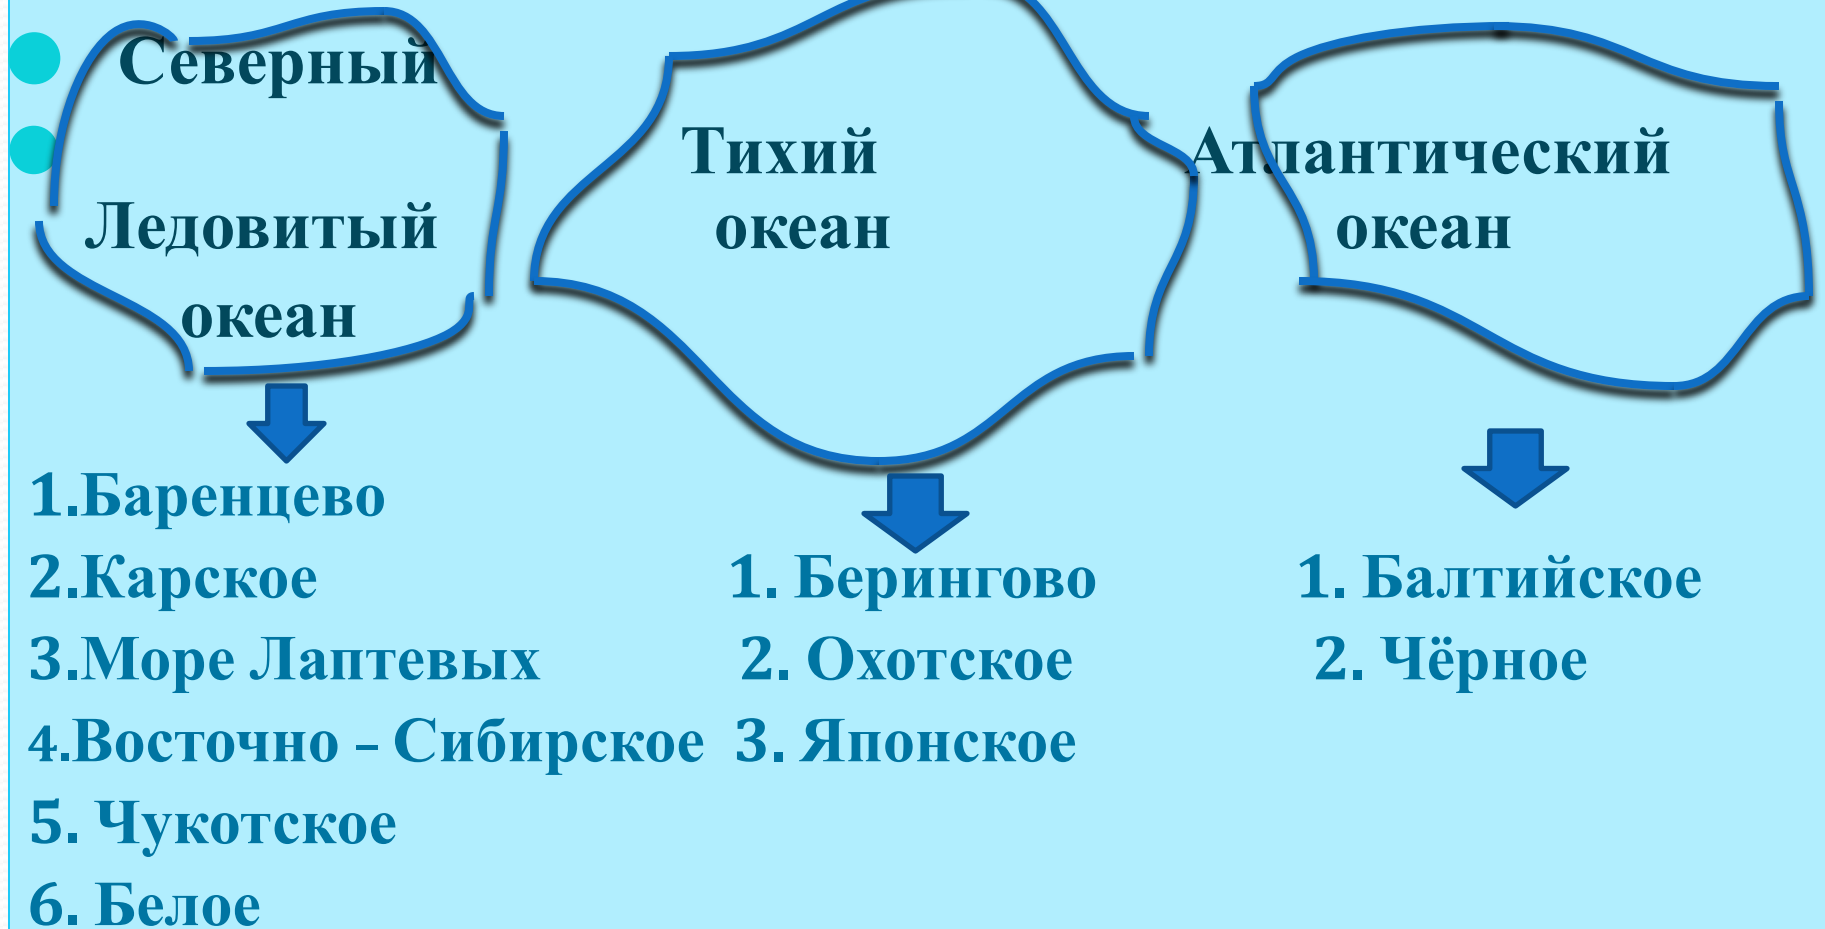 Северный
Тихий Атлантический
Ледовитый океан океан
океан
1.Баренцево
2.Карское 1. Берингово 1. Балтийское
3.Море Лаптевых 2. Охотское 2. Чёрное
4.Восточно – Сибирское 3. Японское
5. Чукотское
6. Белое